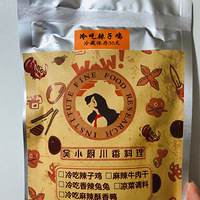 冷吃辣子鸡
冷藏保存30天
WOW!
FINE FOOD RESEARCH INSTITUTE
吴小厨川香料理
□冷吃辣子鸡 □麻辣牛肉干
□冷吃香辣兔兔 □凉菜调料
□冷吃麻辣酥香鸭